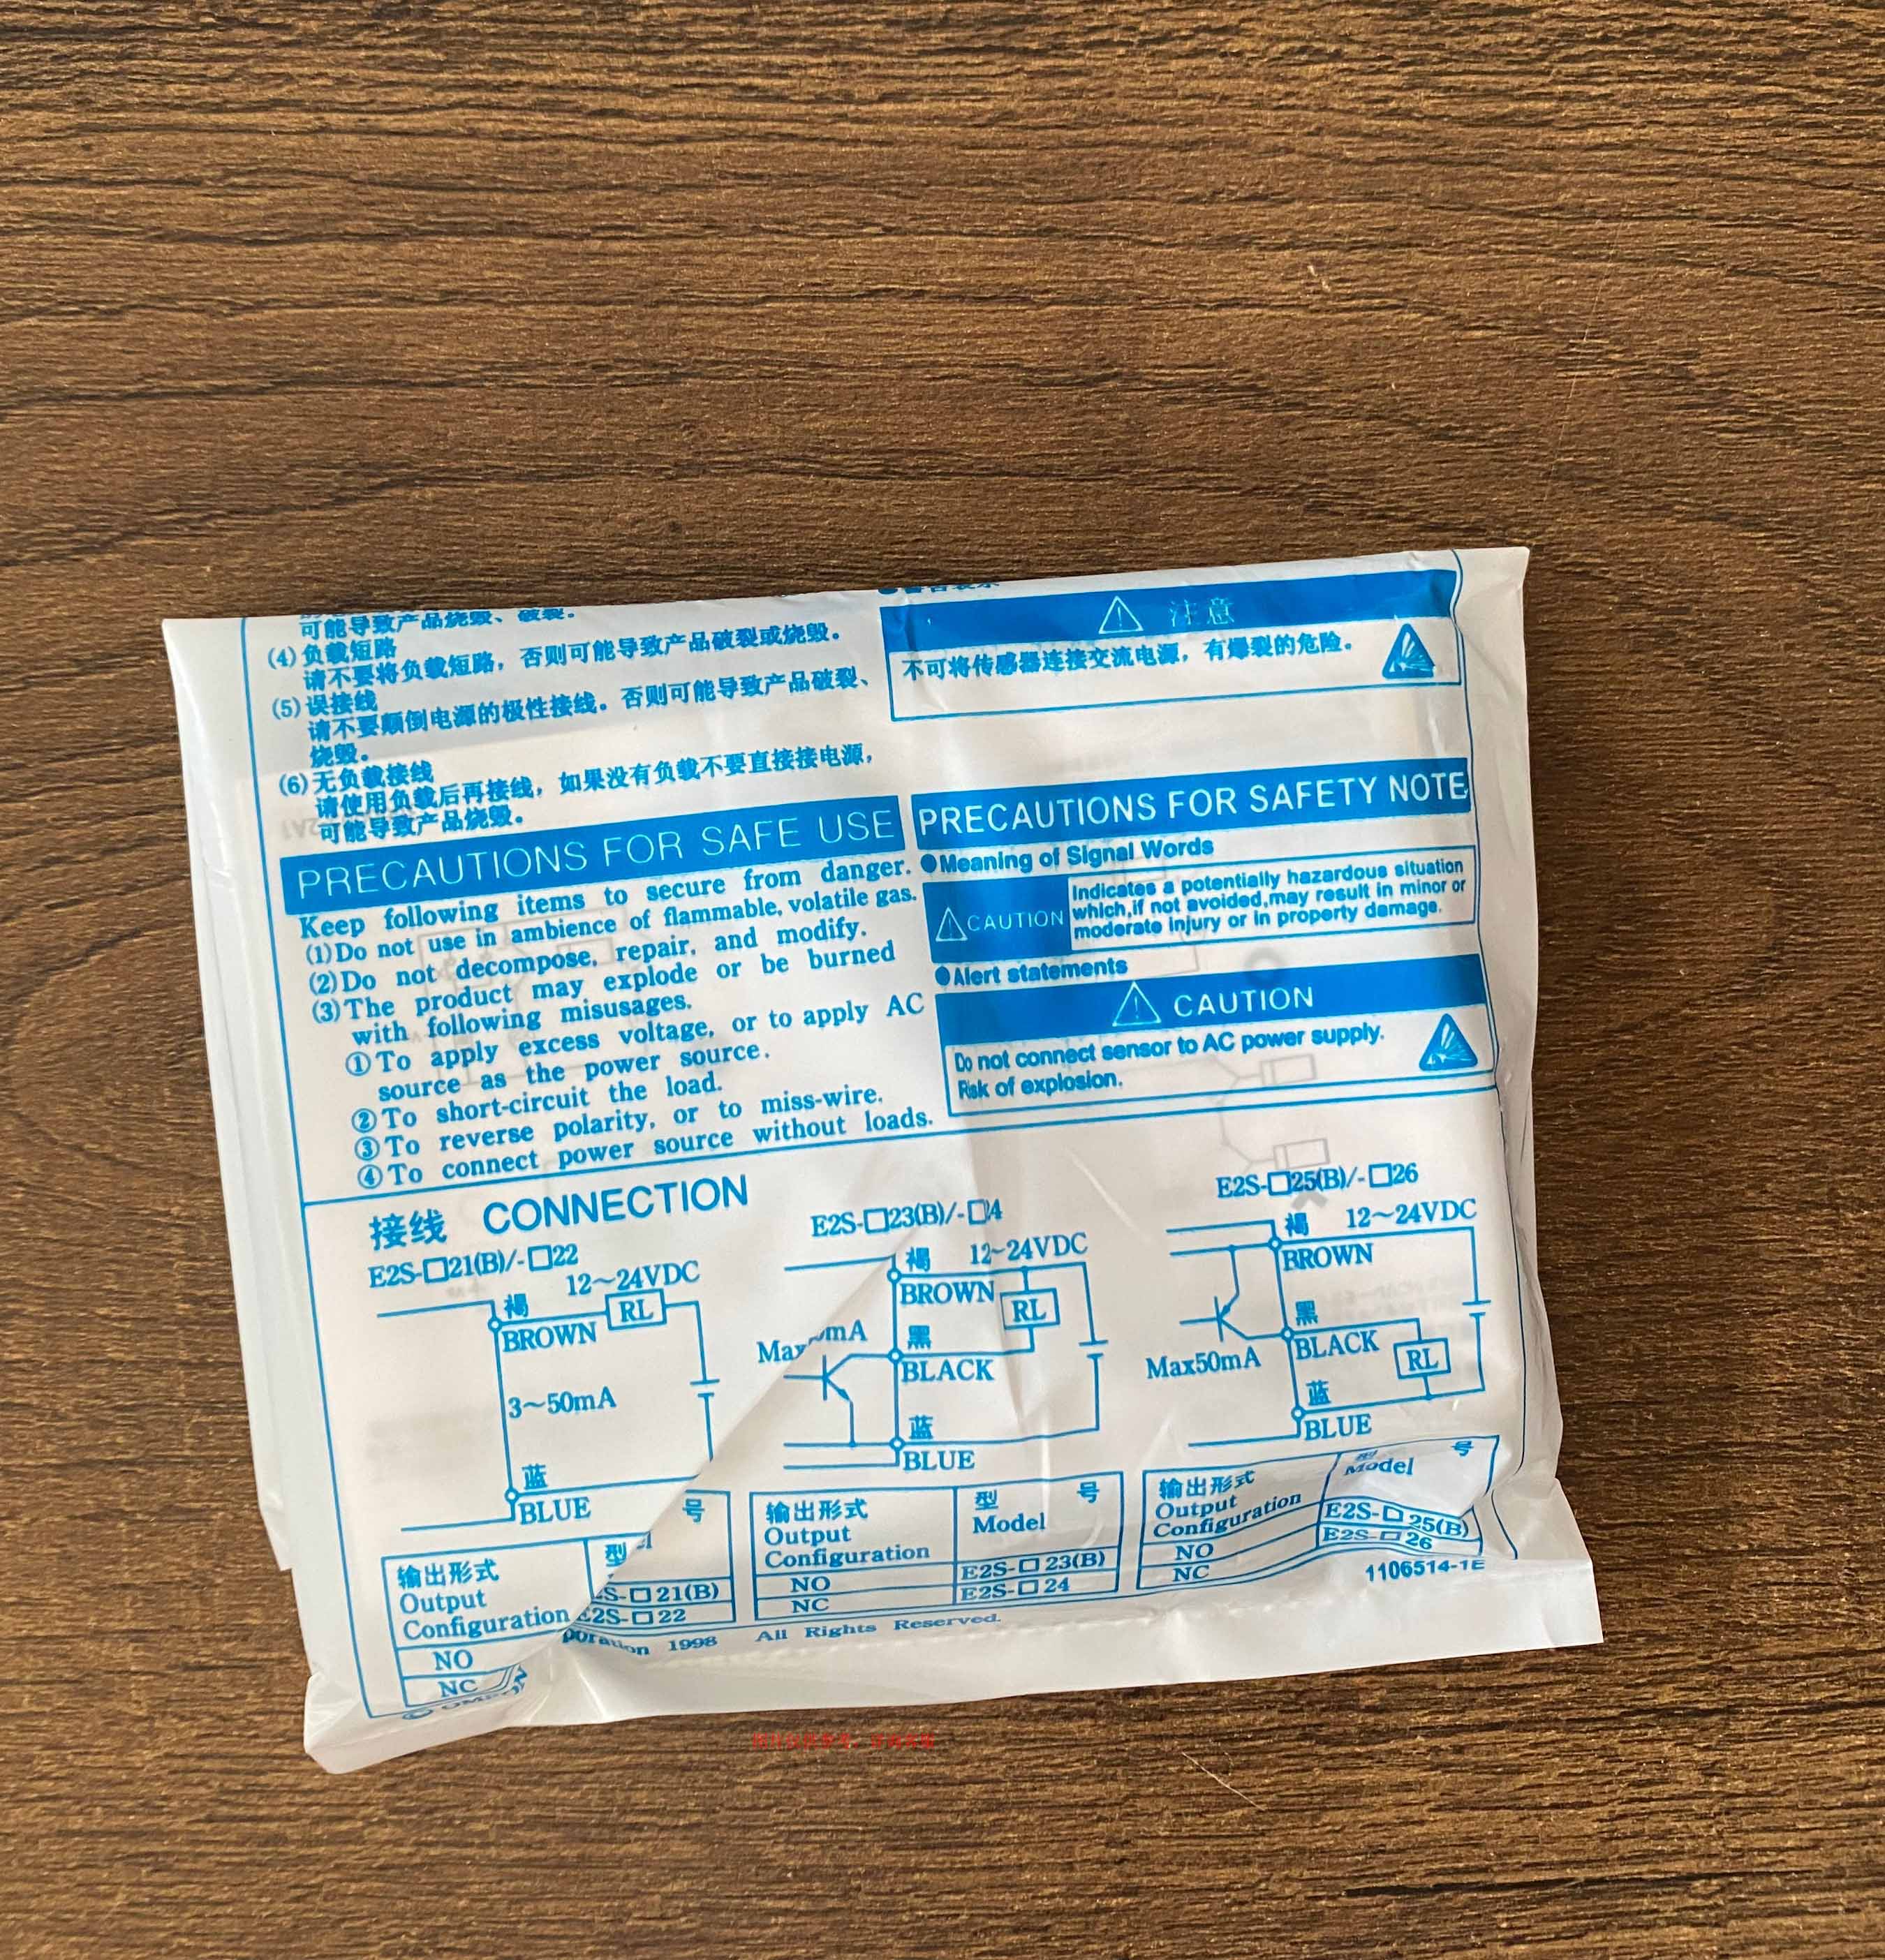 可能导致产品烧毁、破裂。
(4)负载短路
请不要将负载短路，否则可能导致产品破裂或烧毁。
(5)误接线
请不要颠倒电源的极性接线。否则可能导致产品破裂、
烧毁。
(6)无负载接线
请使用负载后再接线，如果没有负载不要直接接电源，
可能导致产品烧毁。
注意
不可将传感器连接交流电源，有爆裂的危险。
PRECAUTIONS FOR SAFE USE
Keep following items to secure from danger.
(1)Do not use in ambience of flammable, volatile gas.
(2)Do not decompose, repair, and modify.
(3)The product may explode or be burned
with following misusages.
①To apply excess voltage, or to apply AC
source as the power source.
②To short-circuit the load.
③To reverse polarity, or to miss-wire.
④To connect power source without loads.
PRECAUTIONS FOR SAFETY NOTE
●Meaning of Signal Words
CAUTION
Indicates a potentially hazardous situation
which,if not avoided,may result in minor or
moderate injury or in property damage.
●Alert statements
CAUTION
Do not connect sensor to AC power supply.
Risk of explosion.
接线 CONNECTION
E2S-□21(B)/-□22
12~24VDC
褐
RL
BROWN
3~50mA
蓝
BLUE
输出形式
Output
Configuration
型 号
S-□21(B)
E2S-□22
NO
NC
E2S-□23(B)/-□4
褐 12~24VDC
BROWN
RL
Max mA
黑
BLACK
蓝
BLUE
输出形式
Output
Configuration
型 号
Model
NO E2S-□23(B)
NC E2S-□24
E2S-□25(B)/-□26
褐 12~24VDC
BROWN
黑
BLACK
RL
Max50mA
蓝
BLUE
输出形式
Output
Configuration
型 号
Model
NO E2S-□25(B)
NC E2S-□26
1106514-1E
poration 1998 All Rights Reserved.